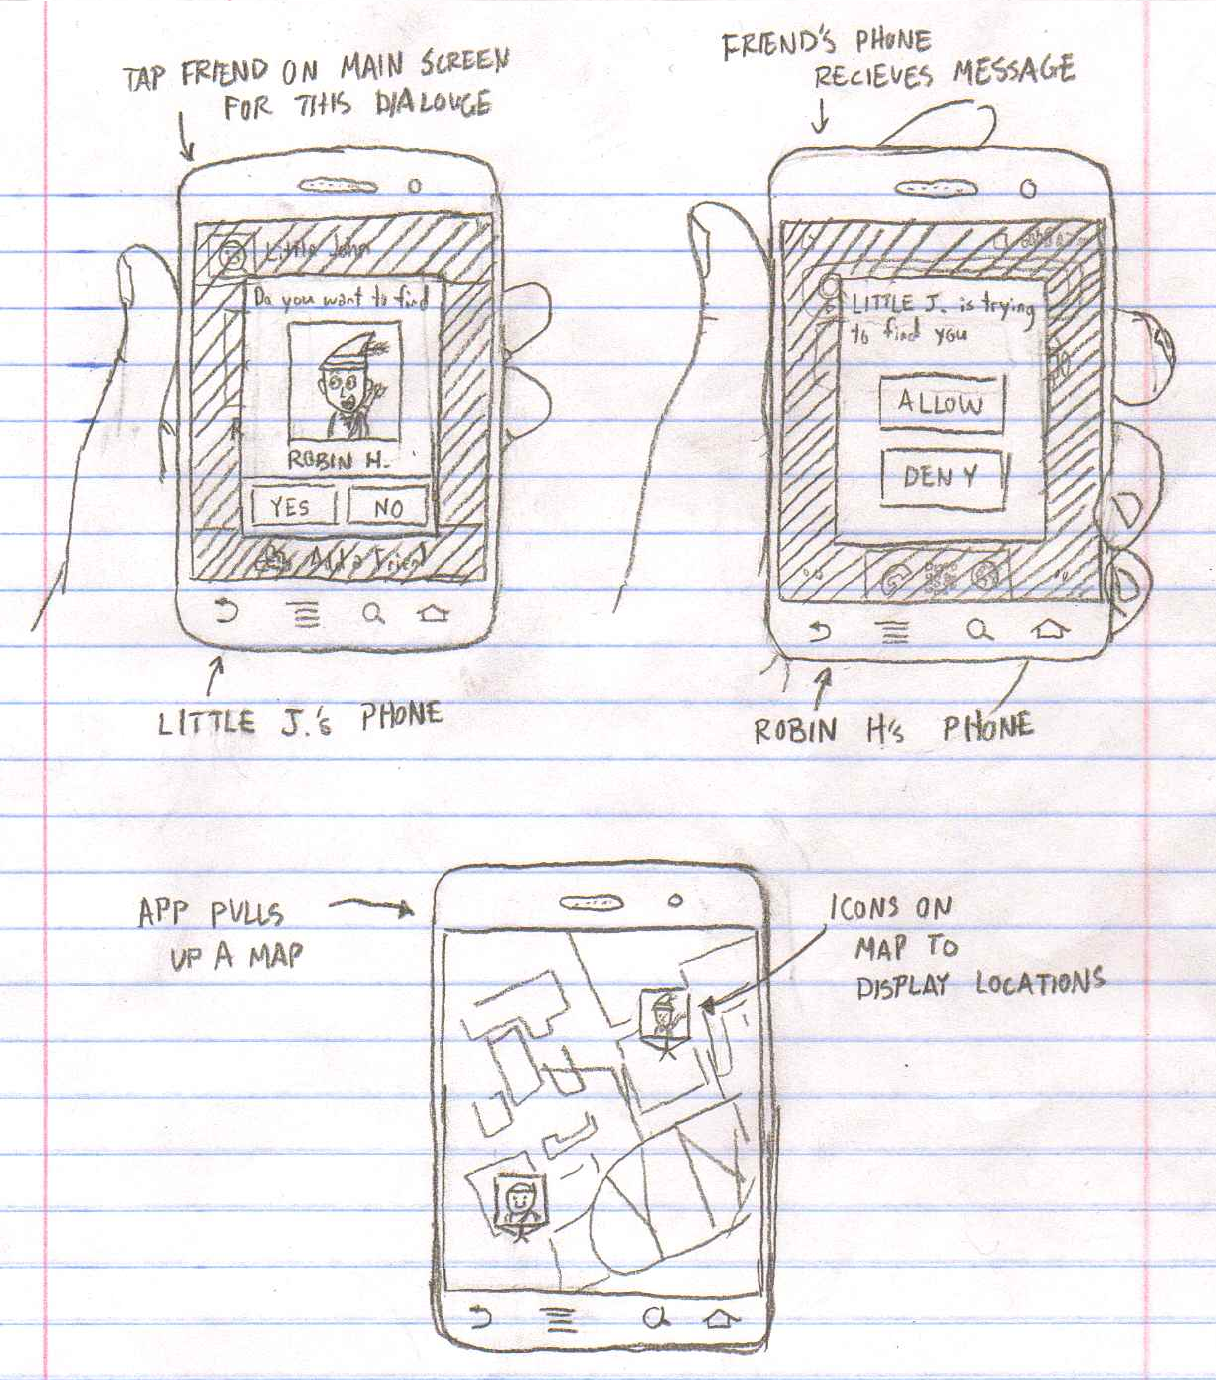 TAP FRIEND ON MAIN SCREEN
FOR THIS DIALOUGE
Little John
Do you want to find
ROBIN H.
YES
NO
Add a Friend
LITTLE J.'s PHONE
FRIEND'S PHONE
RECIEVES MESSAGE
LITTLE J. is trying
to find you
ALLOW
DENY
ROBIN H's PHONE
APP PULLS
UP A MAP
ICONS ON
MAP TO
DISPLAY LOCATIONS